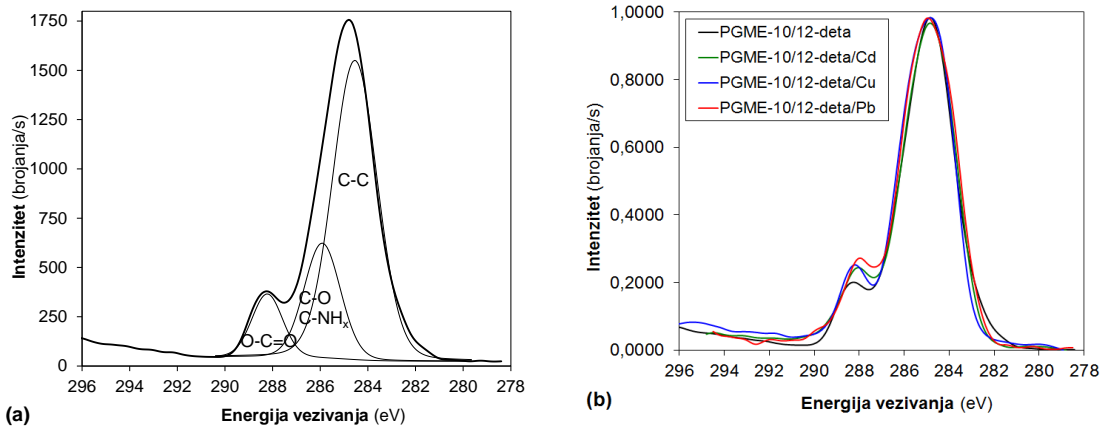 Intenzitet (brojanja/s)
1750
1500
1250
1000
750
500
250
0
C-C
C-O
C-NHₓ
O-C=O
296 294 292 290 288 286 284 282 280 278
Energija vezivanja (eV)
(a)
Intenzitet (brojanja/s)
1,0000
0,8000
0,6000
0,4000
0,2000
0,0000
PGME-10/12-deta
PGME-10/12-deta/Cd
PGME-10/12-deta/Cu
PGME-10/12-deta/Pb
296 294 292 290 288 286 284 282 280 278
Energija vezivanja (eV)
(b)